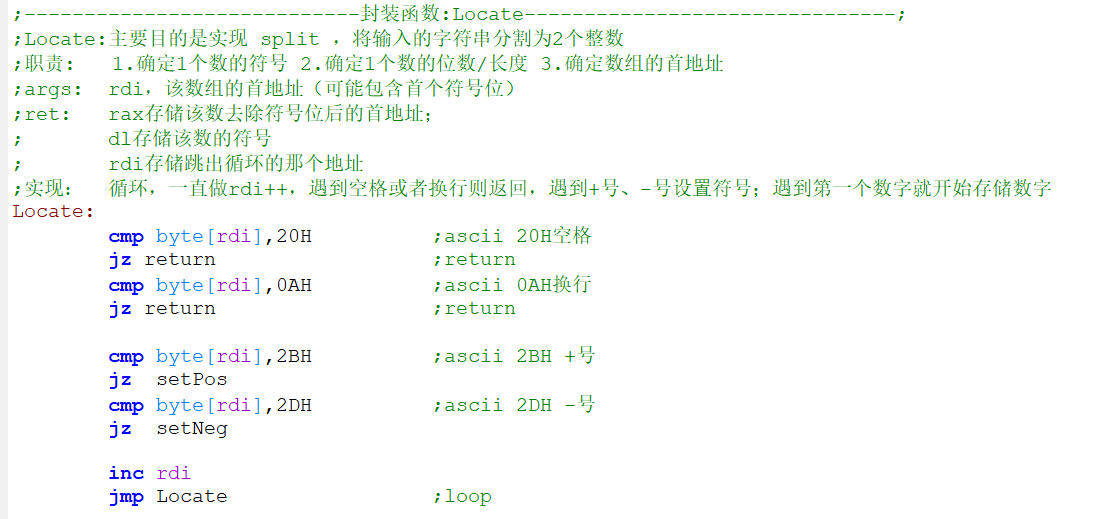 ;----------------------------封装函数:Locate-------------------------------;
;Locate:主要目的是实现 split ，将输入的字符串分割为2个整数
;职责:   1.确定1个数的符号 2.确定1个数的位数/长度 3.确定数组的首地址
;args:  rdi，该数组的首地址（可能包含首个符号位）
;ret:   rax存储该数去除符号位后的首地址;
;       dl存储该数的符号
;       rdi存储跳出循环的那个地址
;实现:   循环，一直做rdi++，遇到空格或者换行则返回，遇到+号、-号设置符号；遇到第一个数字就开始存储数字
Locate:
        cmp byte[rdi],20H          ;ascii 20H空格
        jz return                  ;return
        cmp byte[rdi],0AH          ;ascii 0AH换行
        jz return                  ;return
        cmp byte[rdi],2BH          ;ascii 2BH +号
        jz  setPos
        cmp byte[rdi],2DH          ;ascii 2DH -号
        jz  setNeg
        inc rdi
        jmp Locate                 ;loop